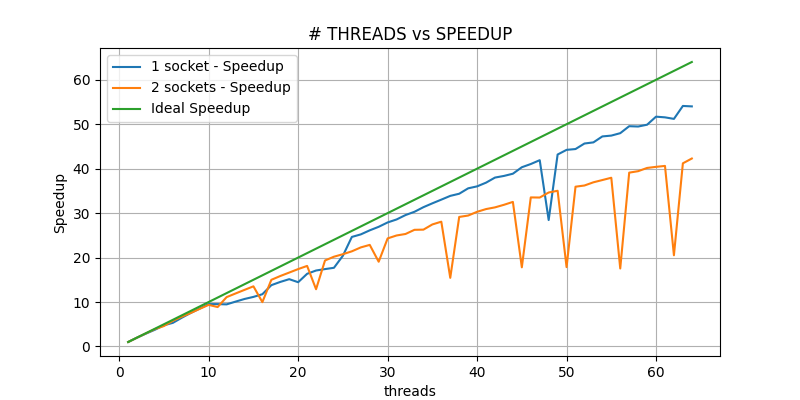 # THREADS vs SPEEDUP
1 socket - Speedup
2 sockets - Speedup
Ideal Speedup
Speedup
60
50
40
30
20
10
0
0 10 20 30 40 50 60
threads